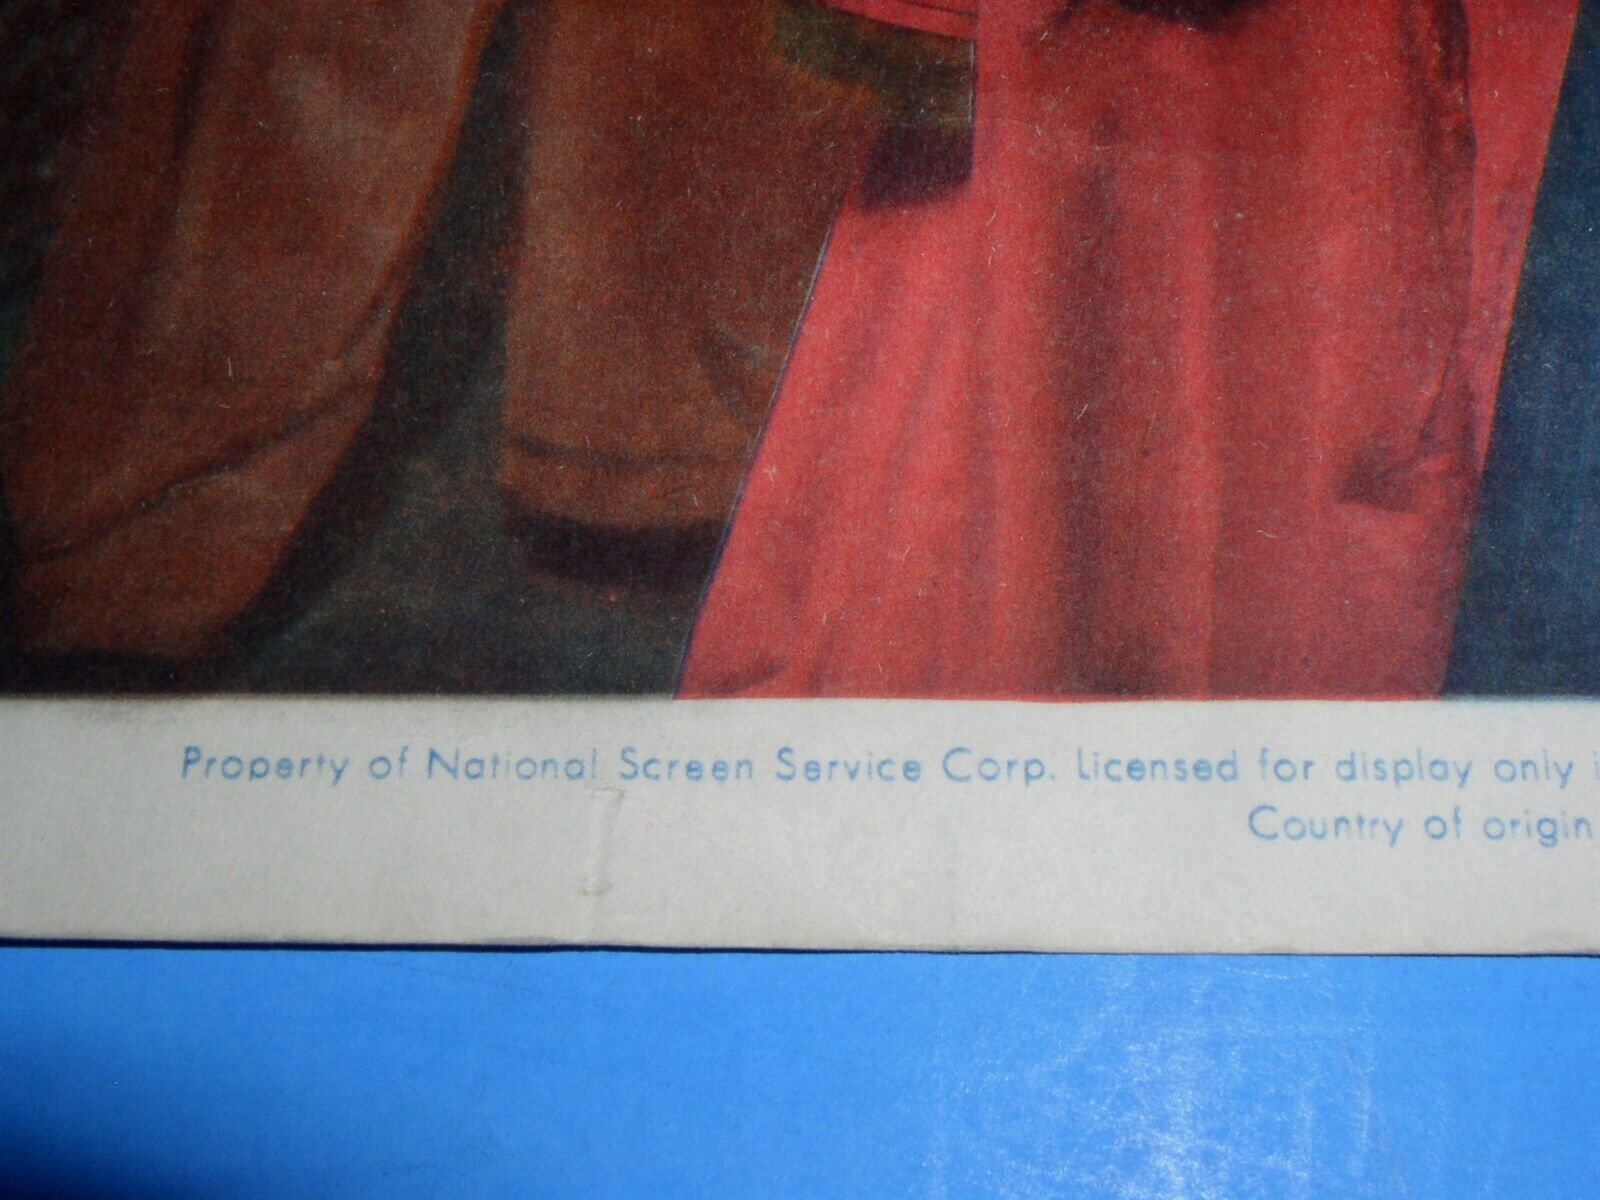 Property of National Screen Service Corp. Licensed for display only
Country of origin